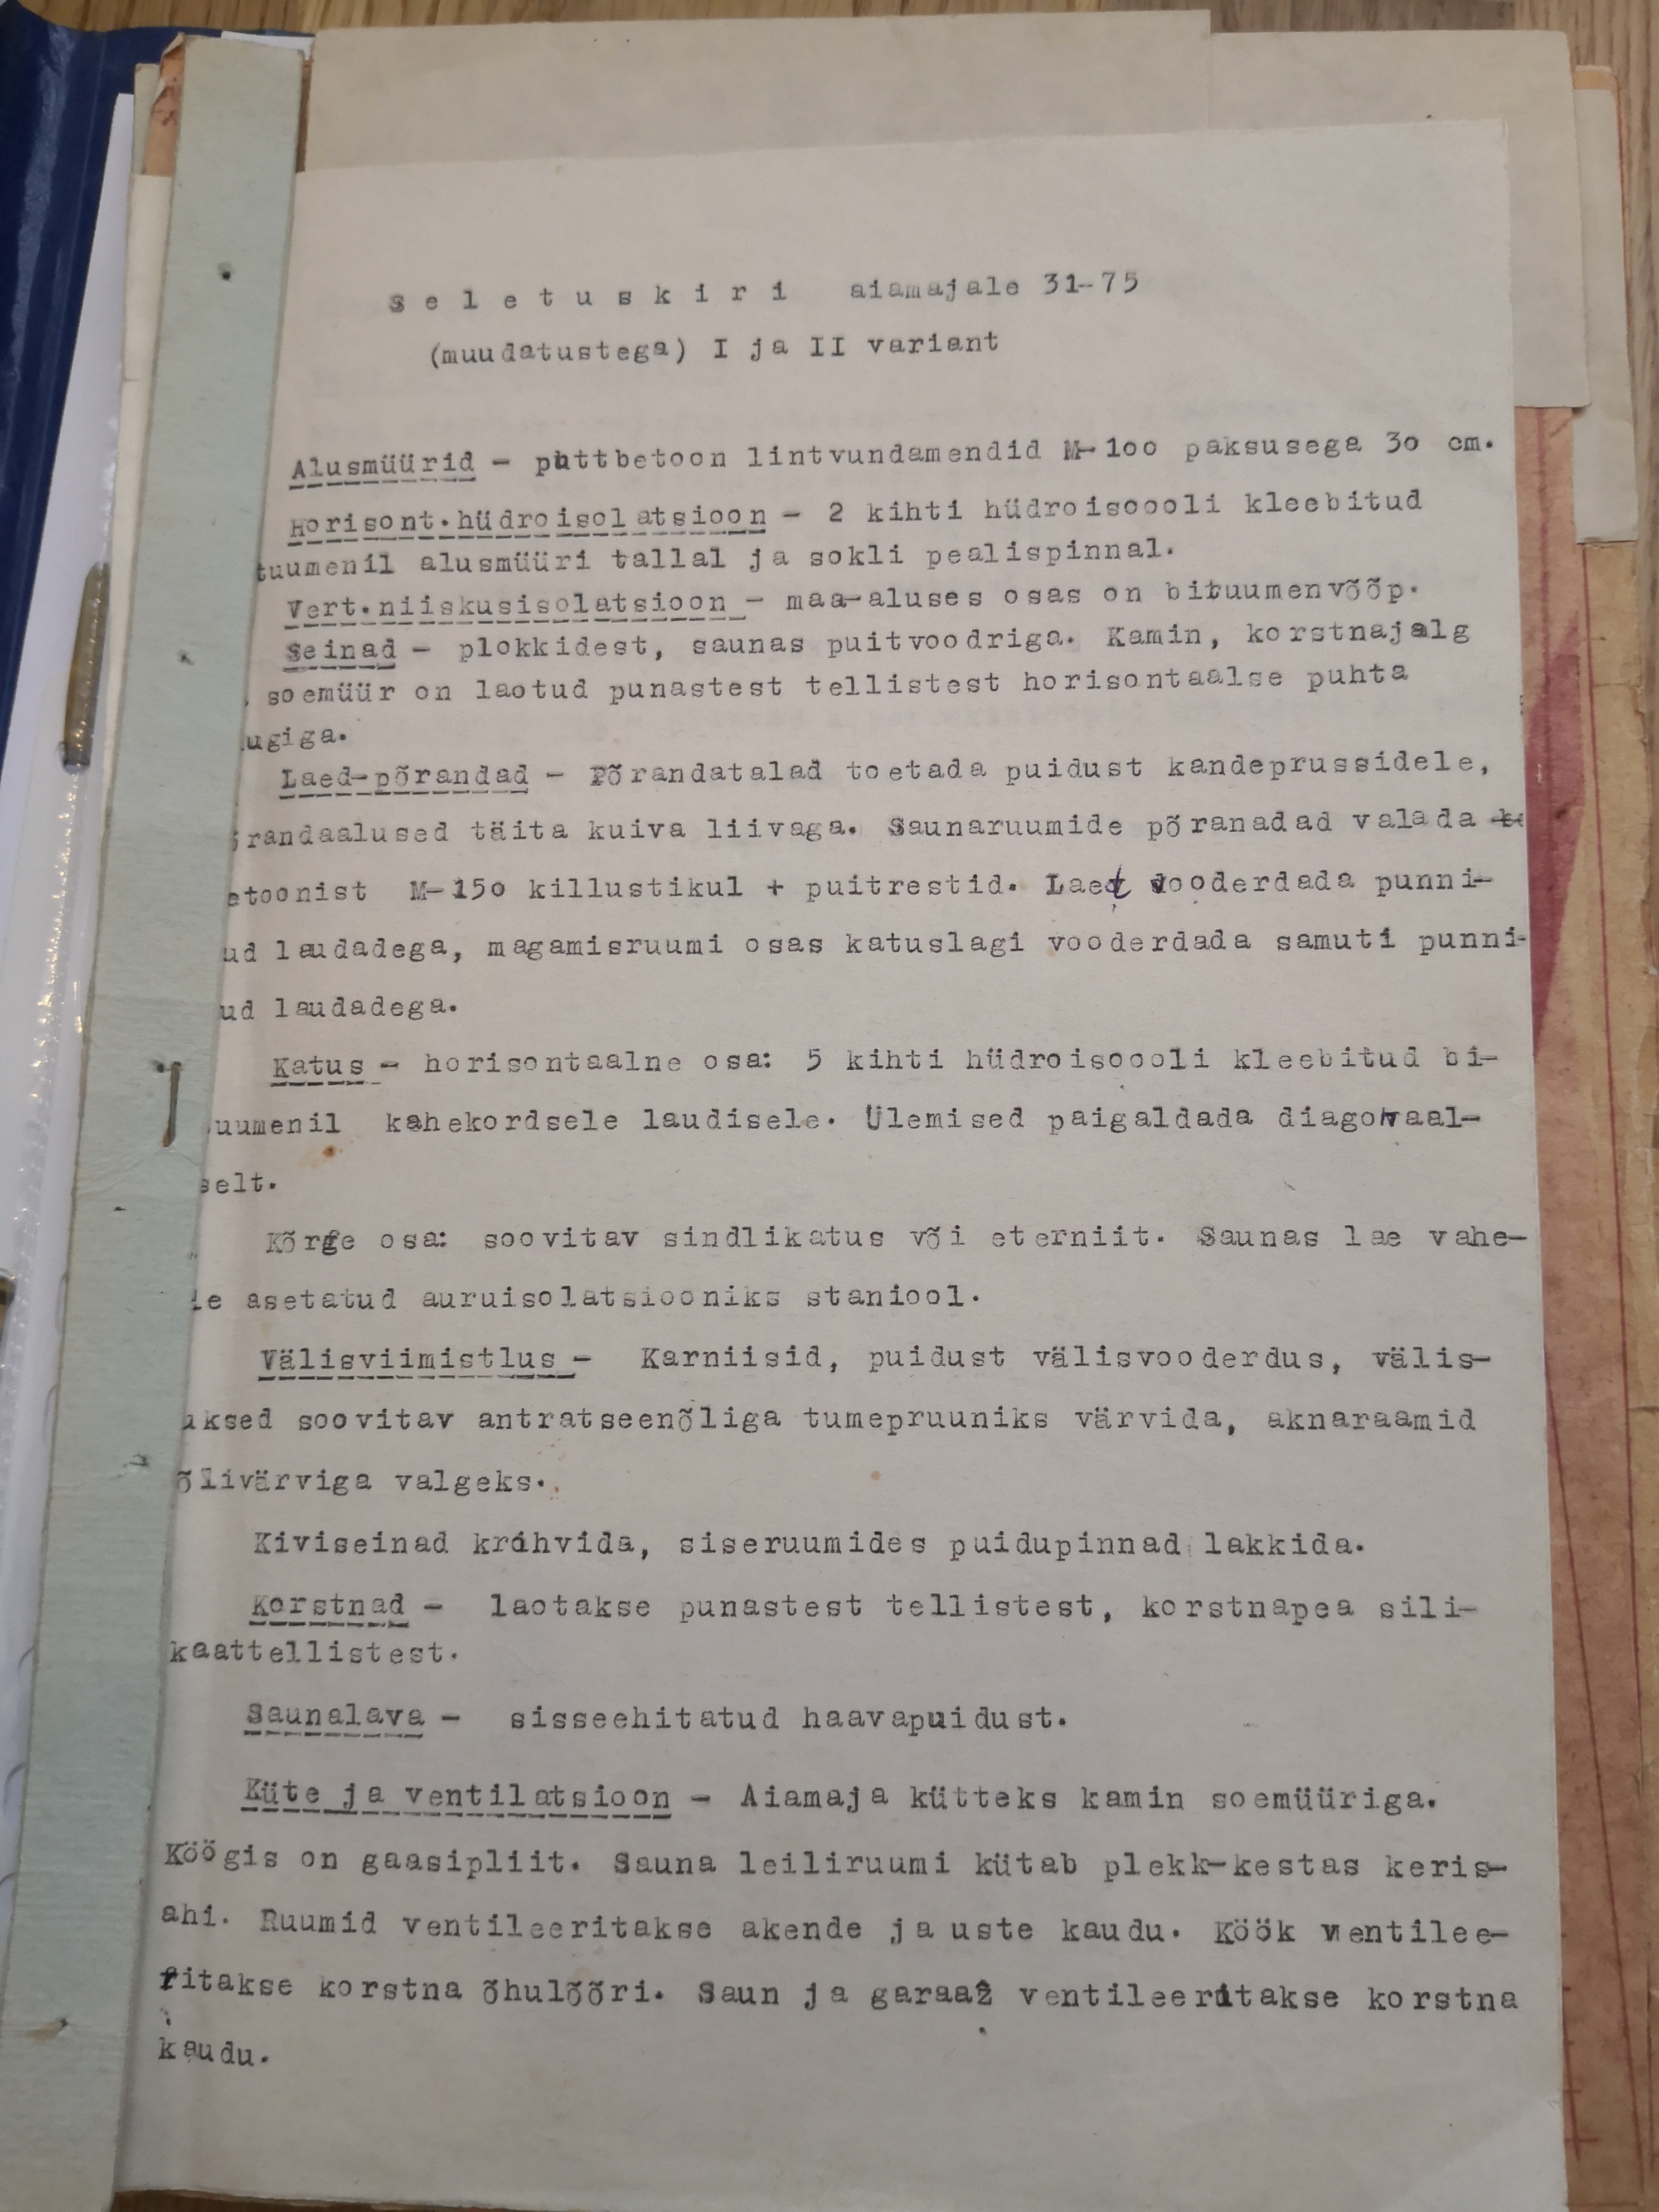 S e l e t u s k i r i aiamajale 31-75
(muudatustega) I ja II variant
Alusmüürid - puttbetoon lintvundamendid M-100 paksusega 30 cm.
Horisont.hüdroisolatsioon - 2 kihti hüdroisoooli kleebitud
tuumenil alusmüüri tallal ja sokli pealispinnal.
Vert.niiskusisolatsioon - maa-aluses osas on bituumenvõõp.
Seinad - plokkidest, saunas puitvoodriga. Kamin, korstnajalg
soemüür on laotud punastest tellistest horisontaalse puhta
ugiga.
Laed-põrandad - Põrandatalad toetada puidust kandeprussidele,
randaalused täita kuiva liivaga. Saunaruumide põranadad valada
etoonist M-150 killustikul + puitrestid. Laet vooderdada punni-
ud laudadega, magamisruumi osas katuslagi vooderdada samuti punni-
ud laudadega.
Katus - horisontaalne osa: 5 kihti hüdroisoooli kleebitud bi-
uumenil kahekordsele laudisele. Ülemised paigaldada diagonaal-
selt.
Kõrge osa: soovitav sindlikatus või eterniit. Saunas lae vahe-
le asetatud auruisolatsiooniks staniool.
Välisviimistlus - Karniisid, puidust välisvooderdus, välis-
uksed soovitav antratseenõliga tumepruuniks värvida, aknaraamid
õlivärviga valgeks.
Kiviseinad krohvida, siseruumides puidupinnad lakkida.
Korstnad - laotakse punastest tellistest, korstnapea sili-
kaattellistest.
Saunalava - sisseehitatud haavapuidust.
Küte ja ventilatsioon - Aiamaja kütteks kamin soemüüriga.
Köögis on gaasipliit. Sauna leiliruumi kütab plekk-kestas keris-
ahi. Ruumid ventileeritakse akende ja uste kaudu. Köök ventilee-
ritakse korstna õhulõõri. Saun ja garaaž ventileeritakse korstna
kaudu.